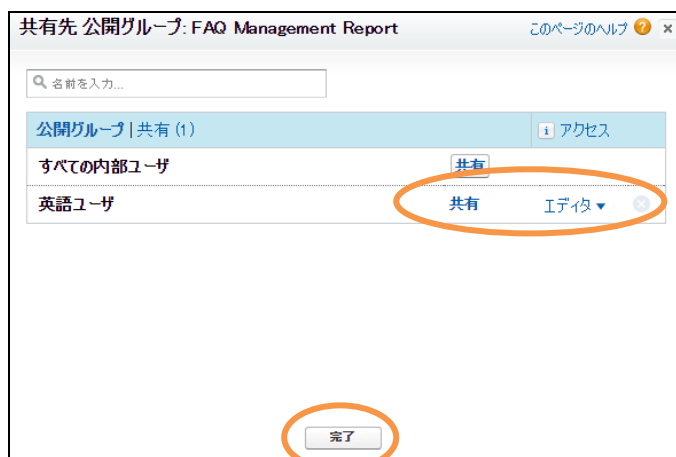 共有先 公開グループ: FAQ Management Report このページのヘルプ ? ×
名前を入力...
公開グループ | 共有 (1) i アクセス
すべての内部ユーザ 共有
英語ユーザ 共有 エディタ ▼
完了